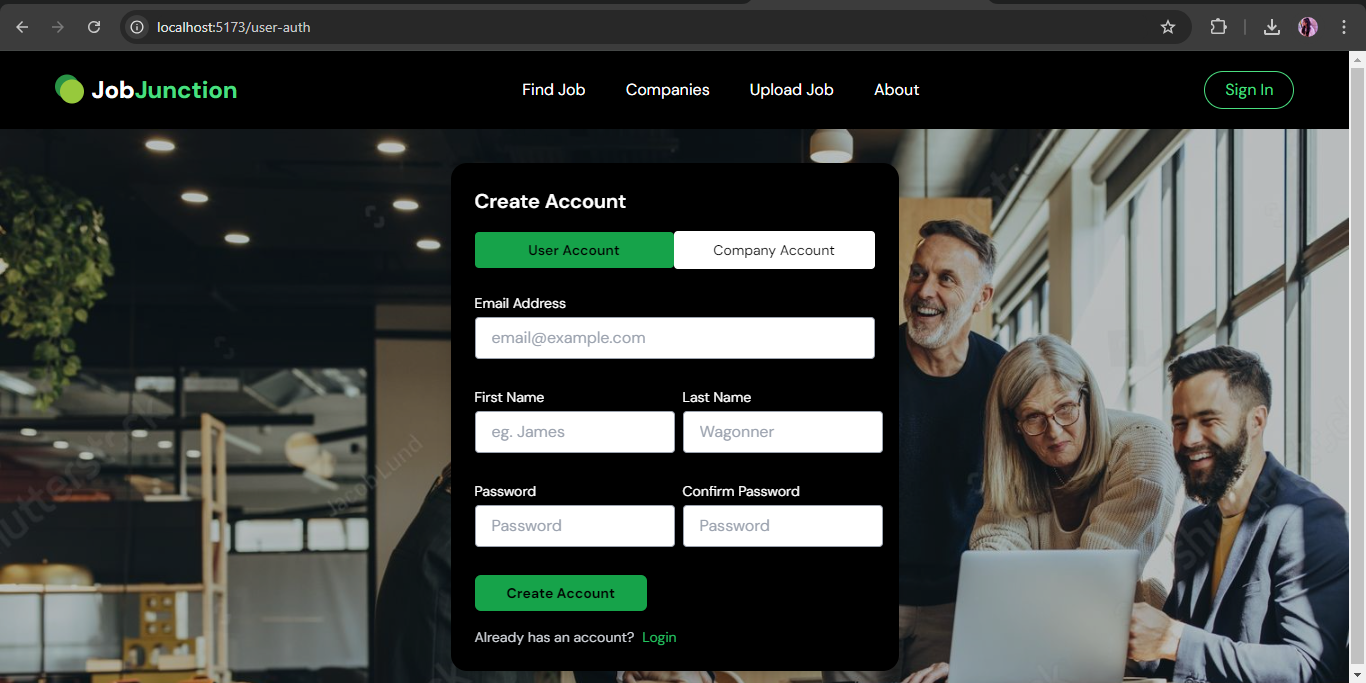 localhost:5173/user-auth
JobJunction
Find Job
Companies
Upload Job
About
Sign In
Create Account
User Account
Company Account
Email Address
email@example.com
First Name
Last Name
eg. James
Wagonner
Password
Confirm Password
Password
Password
Create Account
Already has an account? Login
JacobLund